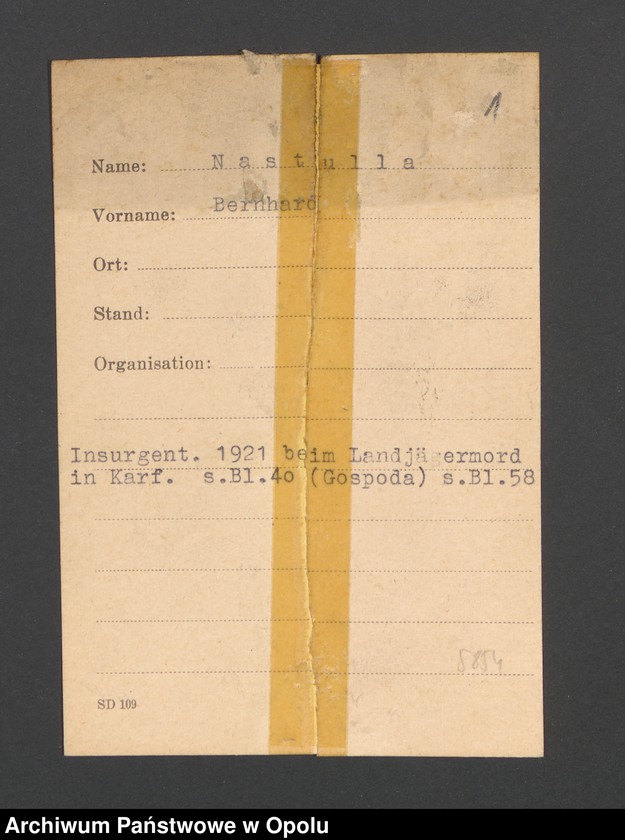 1
Name: Nastulla
Vorname: Bernhard
Ort:
Stand:
Organisation:
Insurgent. 1921 beim Landjägermord
in Karf. s.Bl.4o (Gospoda) s.Bl.58
5854
SD 109
Archiwum Państwowe w Opolu